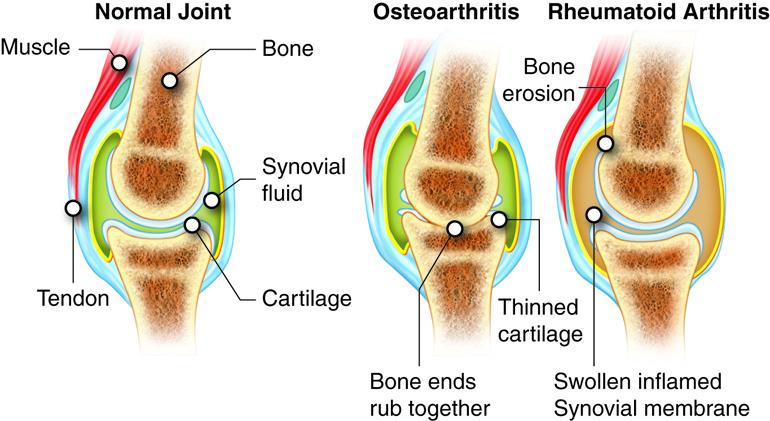 Normal Joint
Muscle
Bone
Synovial
fluid
Tendon
Cartilage
Osteoarthritis
Bone ends
rub together
Thinned
cartilage
Rheumatoid Arthritis
Bone
erosion
Swollen inflamed
Synovial membrane